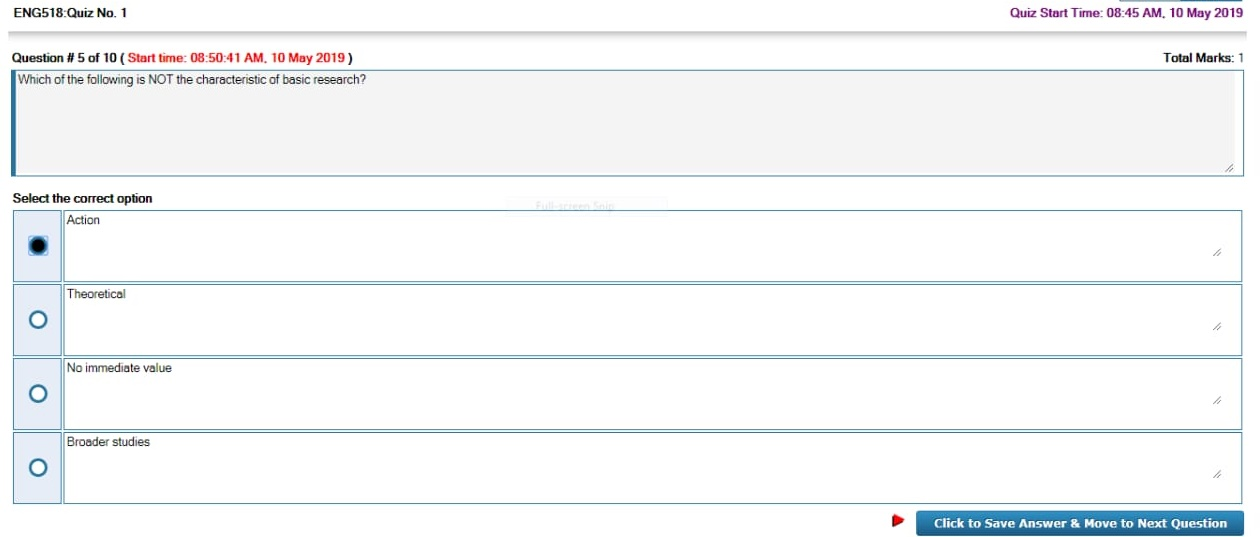 ENG518:Quiz No. 1
Quiz Start Time: 08:45 AM, 10 May 2019
Question # 5 of 10 ( Start time: 08:50:41 AM, 10 May 2019 )
Total Marks: 1
Which of the following is NOT the characteristic of basic research?
Select the correct option
Full-screen Snip
Action
Theoretical
No immediate value
Broader studies
Click to Save Answer & Move to Next Question